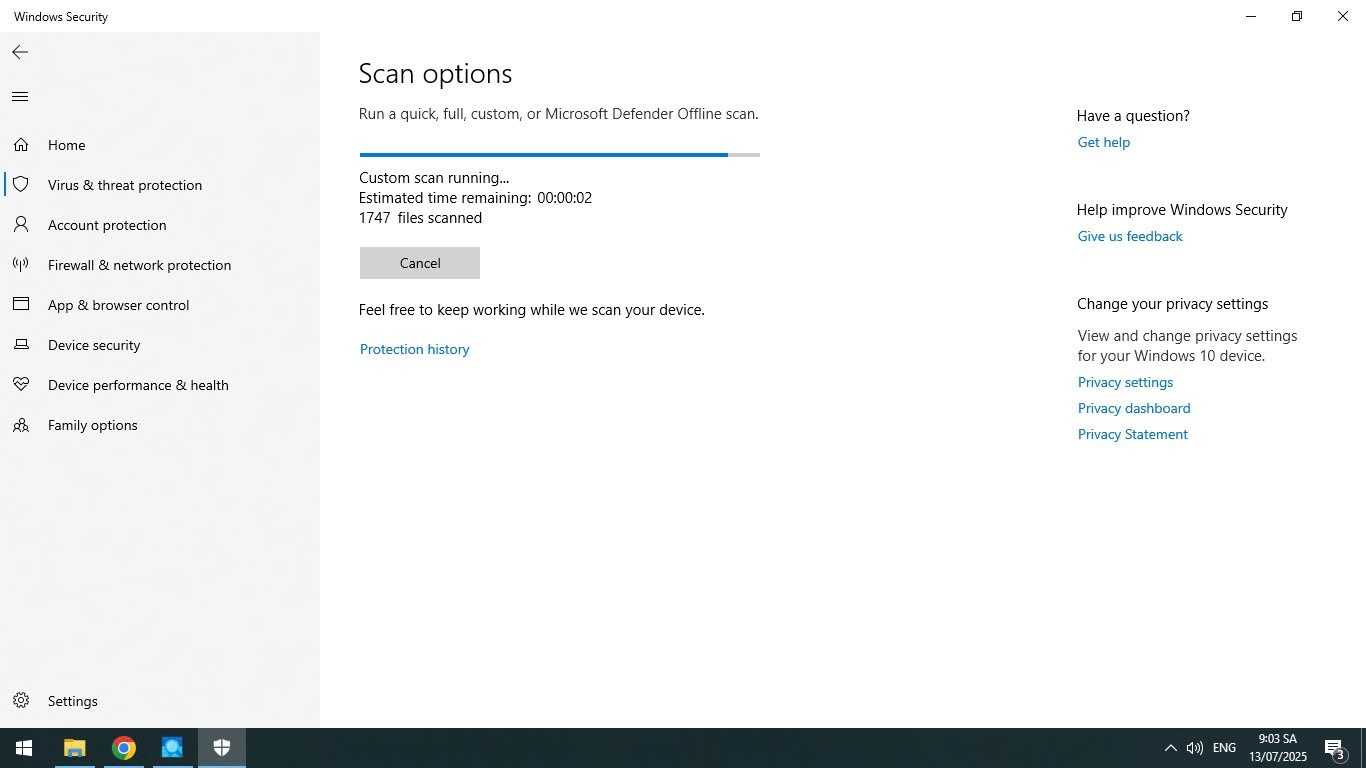 Windows Security
Home
Virus & threat protection
Account protection
Firewall & network protection
App & browser control
Device security
Device performance & health
Family options
Settings
Scan options
Run a quick, full, custom, or Microsoft Defender Offline scan.
Custom scan running...
Estimated time remaining: 00:00:02
1747 files scanned
Cancel
Feel free to keep working while we scan your device.
Protection history
Have a question?
Get help
Help improve Windows Security
Give us feedback
Change your privacy settings
View and change privacy settings
for your Windows 10 device.
Privacy settings
Privacy dashboard
Privacy Statement
ENG
9:03 SA
13/07/2025
3